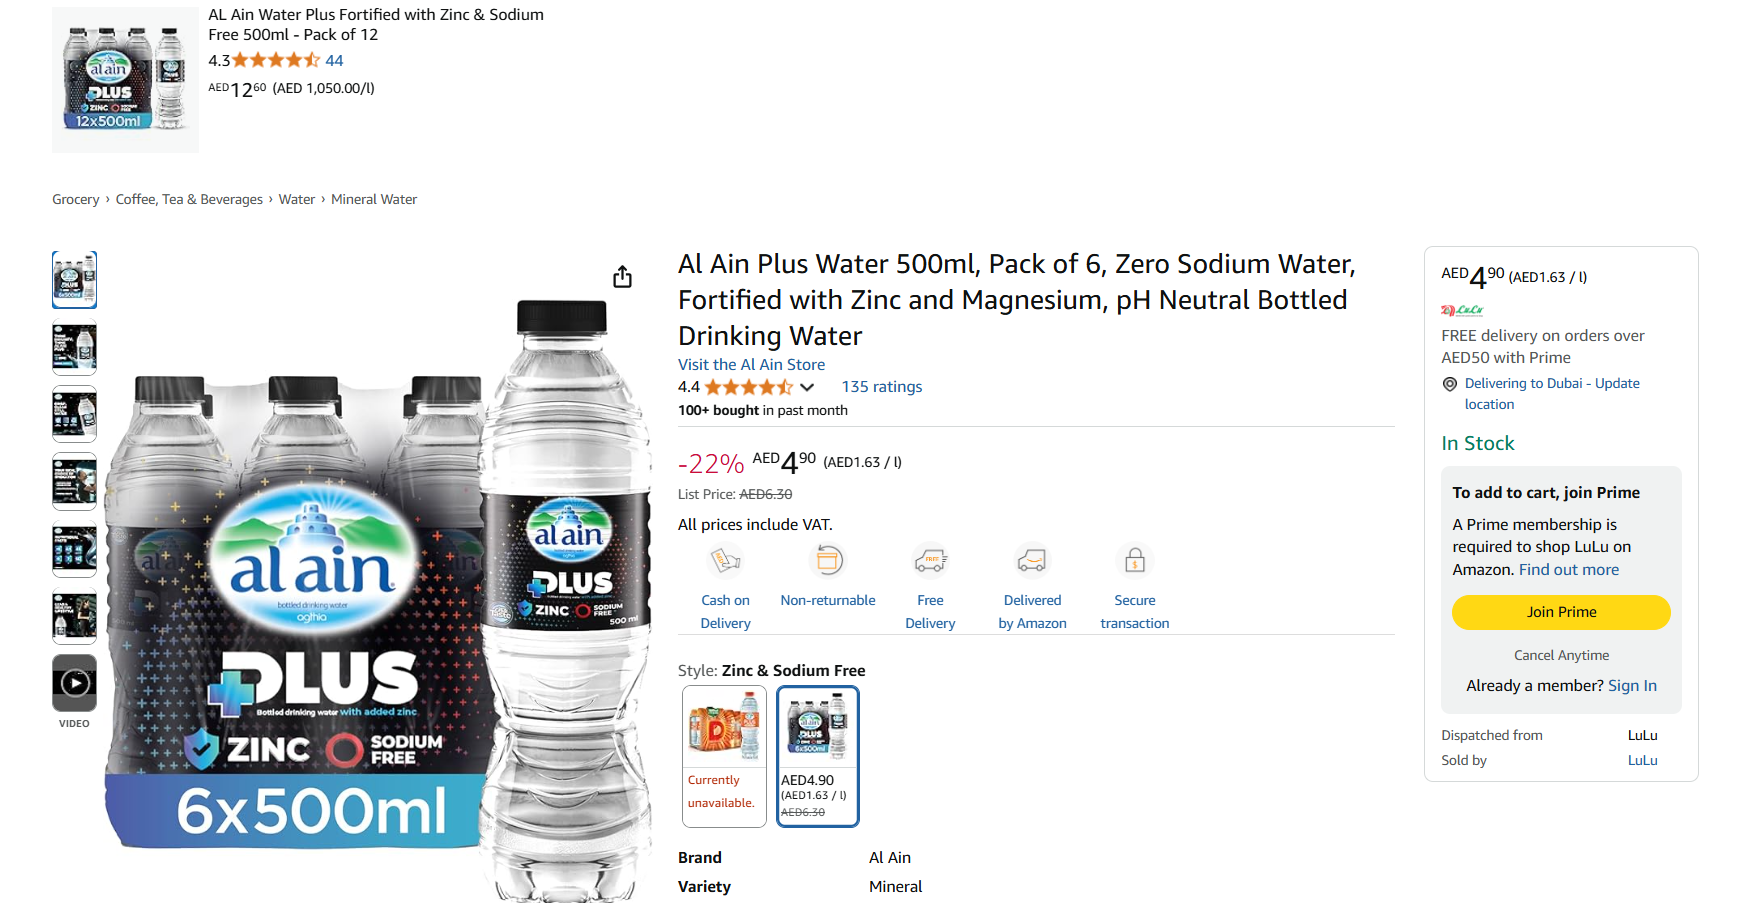 AL Ain Water Plus Fortified with Zinc & Sodium
Free 500ml - Pack of 12
4.3 44
AED1260 (AED 1,050.00/l)
al ain
PLUS
ZINC SODIUM FREE
12x500ml
Grocery › Coffee, Tea & Beverages › Water › Mineral Water
VIDEO
al ain
bottled drinking water
agthia
PLUS
Bottled drinking water with added zinc
ZINC
SODIUM
FREE
6x500ml
al ain
agthia
PLUS
ZINC
SODIUM
FREE
500 ml
Al Ain Plus Water 500ml, Pack of 6, Zero Sodium Water,
Fortified with Zinc and Magnesium, pH Neutral Bottled
Drinking Water
Visit the Al Ain Store
4.4 135 ratings
100+ bought in past month
-22% AED490 (AED1.63 / l)
List Price: AED6.30
All prices include VAT.
Cash on
Delivery
Non-returnable
FREE
Free
Delivery
Delivered
by Amazon
Secure
transaction
Style: Zinc & Sodium Free
Currently
unavailable.
al ain
PLUS
6x500ml
AED4.90
(AED1.63 / l)
AED6.30
Brand Al Ain
Variety Mineral
AED490 (AED1.63 / l)
LuLu
FREE delivery on orders over
AED50 with Prime
Delivering to Dubai - Update
location
In Stock
To add to cart, join Prime
A Prime membership is
required to shop LuLu on
Amazon. Find out more
Join Prime
Cancel Anytime
Already a member? Sign In
Dispatched from LuLu
Sold by LuLu